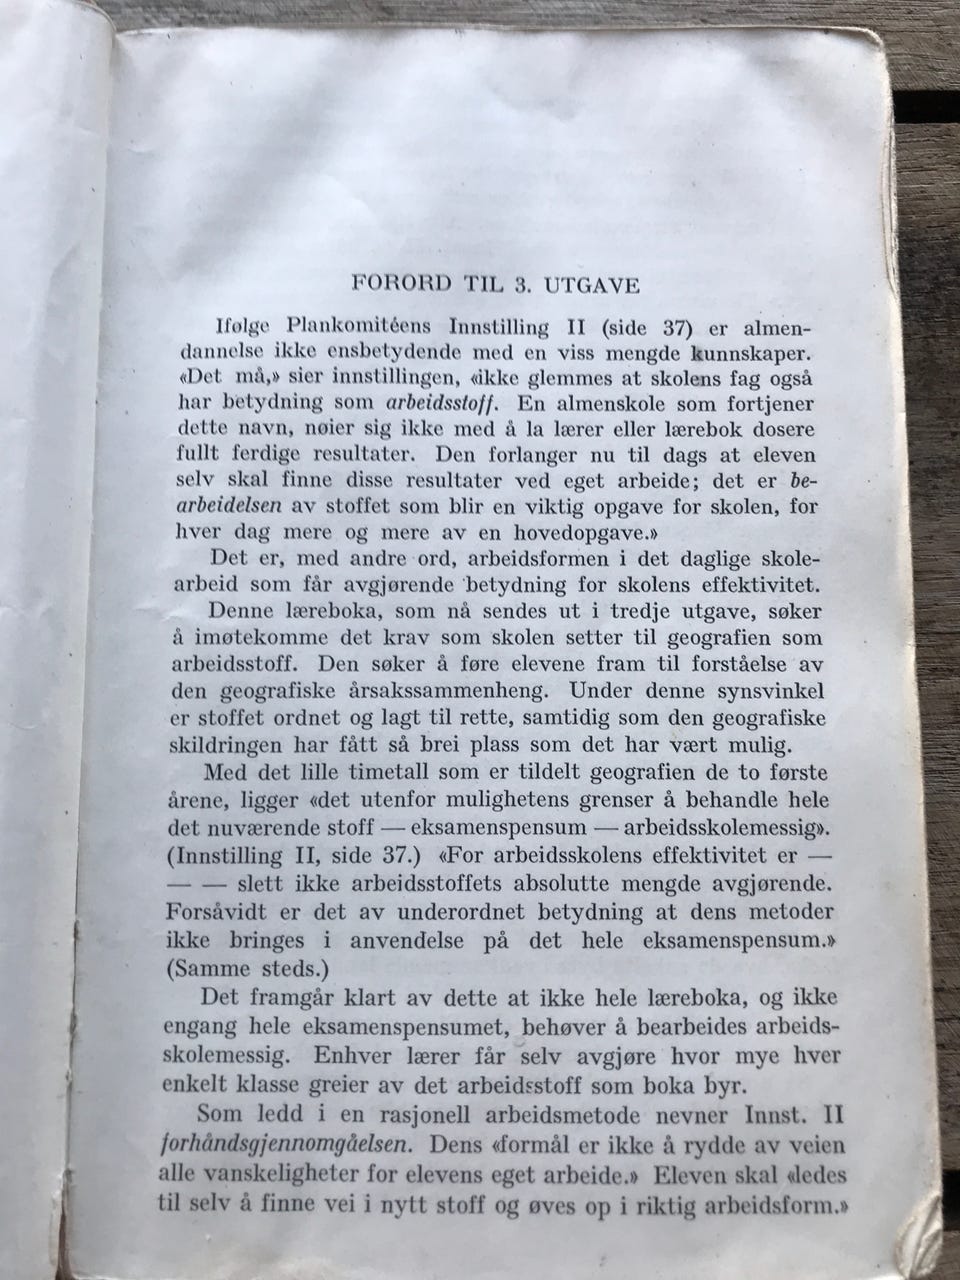 FORORD TIL 3. UTGAVE
Ifølge Plankomitéens Innstilling II (side 37) er almen-
dannelse ikke ensbetydende med en viss mengde kunnskaper.
«Det må,» sier innstillingen, «ikke glemmes at skolens fag også
har betydning som arbeidsstoff. En almenskole som fortjener
dette navn, nøier sig ikke med å la lærer eller lærebok dosere
fullt ferdige resultater. Den forlanger nu til dags at eleven
selv skal finne disse resultater ved eget arbeide; det er be-
arbeidelsen av stoffet som blir en viktig opgave for skolen, for
hver dag mere og mere av en hovedopgave.»
Det er, med andre ord, arbeidsformen i det daglige skole-
arbeid som får avgjørende betydning for skolens effektivitet.
Denne læreboka, som nå sendes ut i tredje utgave, søker
å imøtekomme det krav som skolen setter til geografien som
arbeidsstoff. Den søker å føre elevene fram til forståelse av
den geografiske årsakssammenheng. Under denne synsvinkel
er stoffet ordnet og lagt til rette, samtidig som den geografiske
skildringen har fått så brei plass som det har vært mulig.
Med det lille timetall som er tildelt geografien de to første
årene, ligger «det utenfor mulighetens grenser å behandle hele
det nuværende stoff — eksamenspensum — arbeidsskolemessig».
(Innstilling II, side 37.) «For arbeidsskolens effektivitet er —
— — slett ikke arbeidsstoffets absolutte mengde avgjørende.
Forsåvidt er det av underordnet betydning at dens metoder
ikke bringes i anvendelse på det hele eksamenspensum.»
(Samme steds.)
Det framgår klart av dette at ikke hele læreboka, og ikke
engang hele eksamenspensumet, behøver å bearbeides arbeids-
skolemessig. Enhver lærer får selv avgjøre hvor mye hver
enkelt klasse greier av det arbeidsstoff som boka byr.
Som ledd i en rasjonell arbeidsmetode nevner Innst. II
forhåndsgjennomgåelsen. Dens «formål er ikke å rydde av veien
alle vanskeligheter for elevens eget arbeide.» Eleven skal «ledes
til selv å finne vei i nytt stoff og øves op i riktig arbeidsform.»